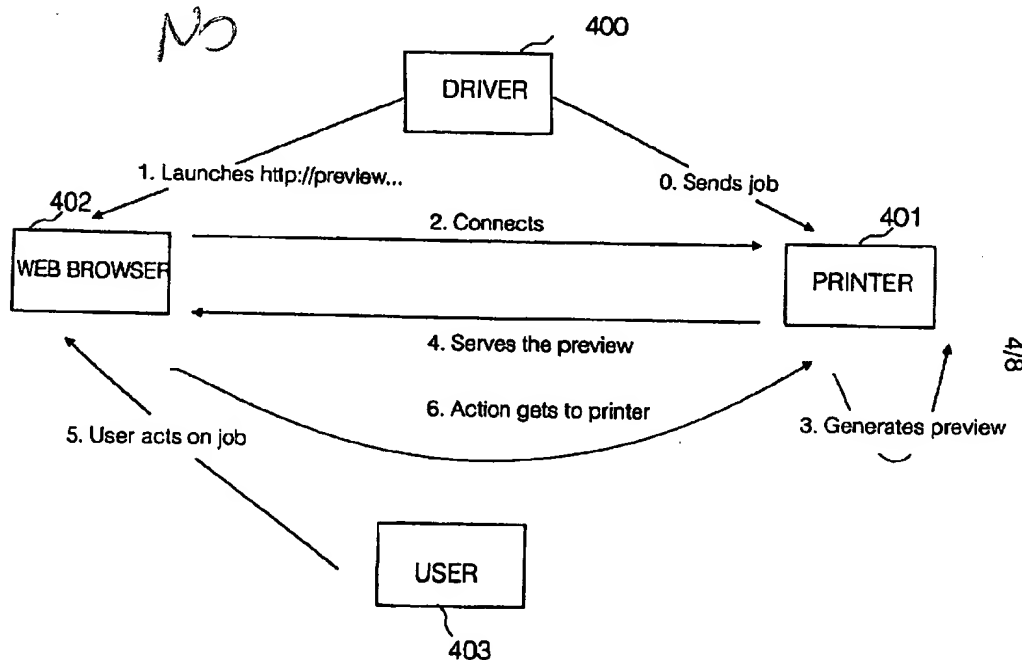 No
400
DRIVER
1. Launches http://preview...
0. Sends job
402
2. Connects
401
WEB BROWSER
PRINTER
4. Serves the preview
4/8
6. Action gets to printer
3. Generates preview
5. User acts on job
USER
403